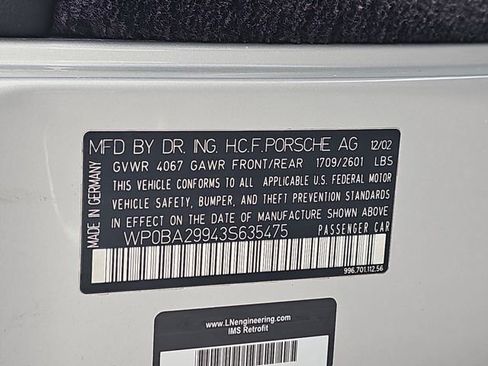 MFD BY DR. ING. H.C.F. PORSCHE AG 12/02
GVWR 4067 GAWR FRONT/REAR 1709/2601 LBS
THIS VEHICLE CONFORMS TO ALL APPLICABLE U.S. FEDERAL MOTOR
VEHICLE SAFETY, BUMPER, AND THEFT PREVENTION STANDARDS
IN EFFECT ON THE DATE OF MANUFACTURE SHOWN ABOVE
WP0BA29943S635475 PASSENGER CAR
MADE IN GERMANY
996.701.112.56
www.LNengineering.com
IMS Retrofit